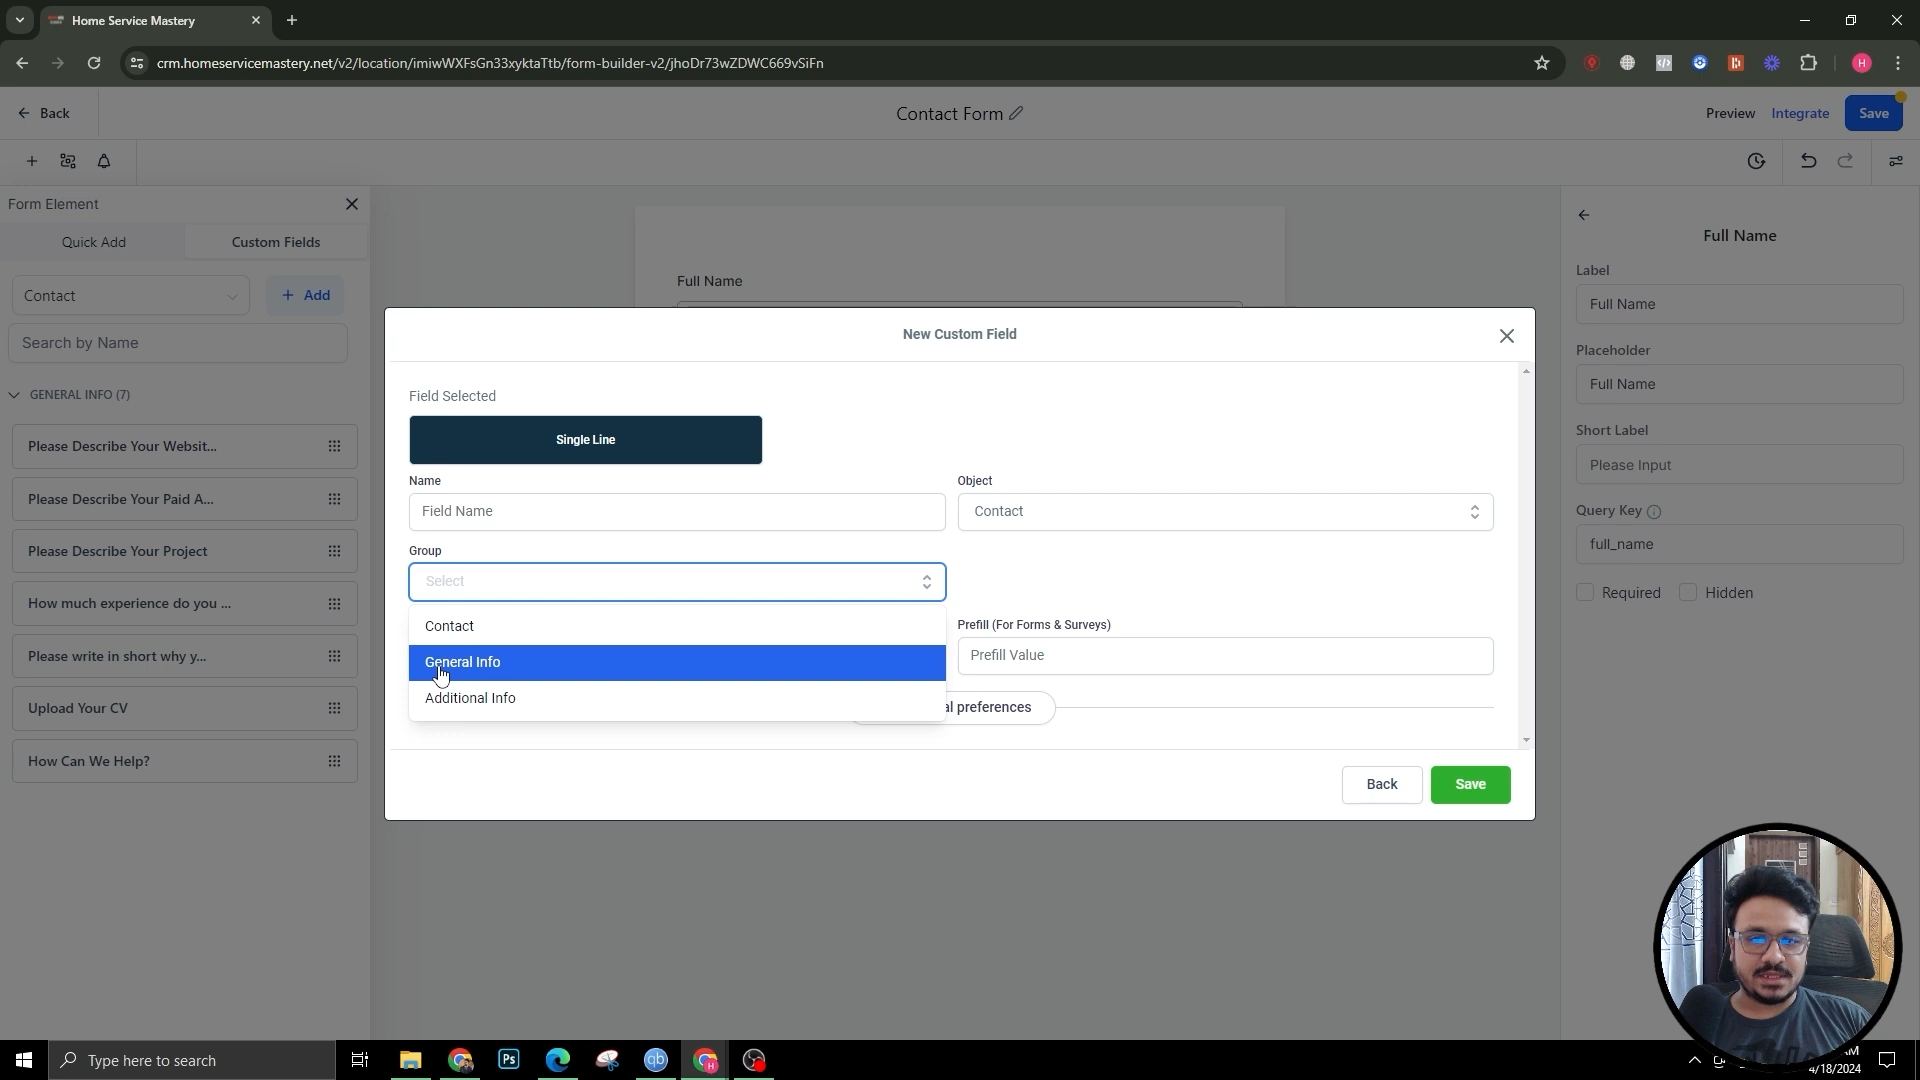 Home Service Mastery
crm.homeservicemastery.net/v2/location/imiwWXFsGn33xyktaTtb/form-builder-v2/jhoDr73wZDWC669vSiFn
H
Back
Contact Form
Preview
Integrate
Save
Form Element
Quick Add
Custom Fields
Contact
+ Add
Search by Name
GENERAL INFO (7)
Please Describe Your Websit...
Please Describe Your Paid A...
Please Describe Your Project
How much experience do you ...
Please write in short why y...
Upload Your CV
How Can We Help?
Full Name
New Custom Field
Field Selected
Single Line
Name
Field Name
Object
Contact
Group
Select
Contact
General Info
Additional Info
Prefill (For Forms & Surveys)
Prefill Value
al preferences
Back
Save
Full Name
Label
Full Name
Placeholder
Full Name
Short Label
Please Input
Query Key
full_name
Required
Hidden
Type here to search
Ps
qb
H
AM
4/18/2024